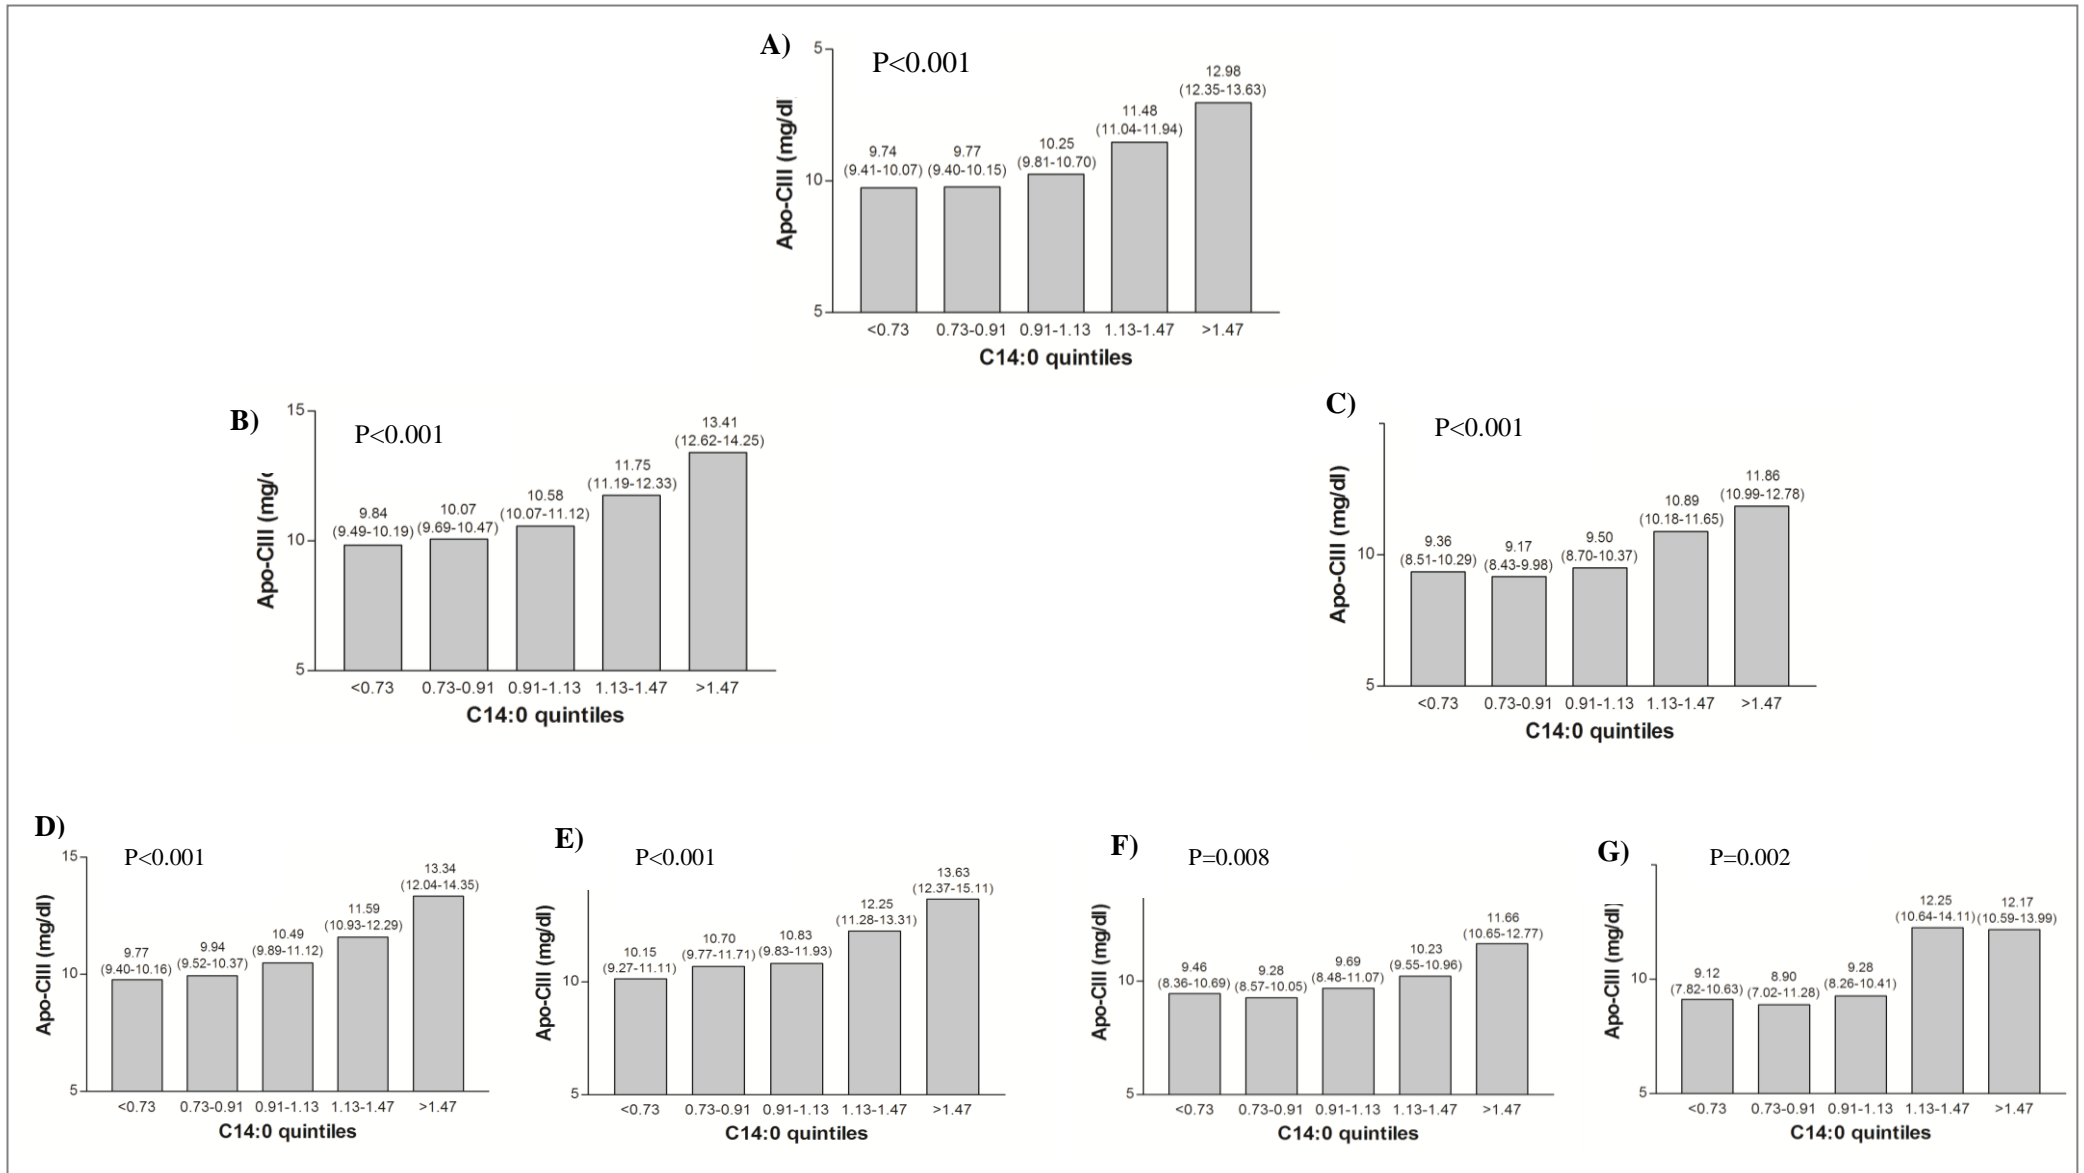 A)
P<0.001
Apo-CIII (mg/dl
5
10
5
9.74
(9.41-10.07)
9.77
(9.40-10.15)
10.25
(9.81-10.70)
11.48
(11.04-11.94)
12.98
(12.35-13.63)
<0.73 0.73-0.91 0.91-1.13 1.13-1.47 >1.47
C14:0 quintiles
B)
P<0.001
Apo-CIII (mg/
15
10
5
9.84
(9.49-10.19)
10.07
(9.69-10.47)
10.58
(10.07-11.12)
11.75
(11.19-12.33)
13.41
(12.62-14.25)
<0.73 0.73-0.91 0.91-1.13 1.13-1.47 >1.47
C14:0 quintiles
C)
P<0.001
Apo-CIII (mg/dl)
10
5
9.36
(8.51-10.29)
9.17
(8.43-9.98)
9.50
(8.70-10.37)
10.89
(10.18-11.65)
11.86
(10.99-12.78)
<0.73 0.73-0.91 0.91-1.13 1.13-1.47 >1.47
C14:0 quintiles
D)
P<0.001
Apo-CIII (mg/dl)
15
10
5
9.77
(9.40-10.16)
9.94
(9.52-10.37)
10.49
(9.89-11.12)
11.59
(10.93-12.29)
13.34
(12.04-14.35)
<0.73 0.73-0.91 0.91-1.13 1.13-1.47 >1.47
C14:0 quintiles
E)
P<0.001
Apo-CIII (mg/dl)
10
5
10.15
(9.27-11.11)
10.70
(9.77-11.71)
10.83
(9.83-11.93)
12.25
(11.28-13.31)
13.63
(12.37-15.11)
<0.73 0.73-0.91 0.91-1.13 1.13-1.47 >1.47
C14:0 quintiles
F)
P=0.008
Apo-CIII (mg/dl)
10
5
9.46
(8.36-10.69)
9.28
(8.57-10.05)
9.69
(8.48-11.07)
10.23
(9.55-10.96)
11.66
(10.65-12.77)
<0.73 0.73-0.91 0.91-1.13 1.13-1.47 >1.47
C14:0 quintiles
G)
P=0.002
Apo-CIII (mg/dl)
10
5
9.12
(7.82-10.63)
8.90
(7.02-11.28)
9.28
(8.26-10.41)
12.25
(10.64-14.11)
12.17
(10.59-13.99)
<0.73 0.73-0.91 0.91-1.13 1.13-1.47 >1.47
C14:0 quintiles